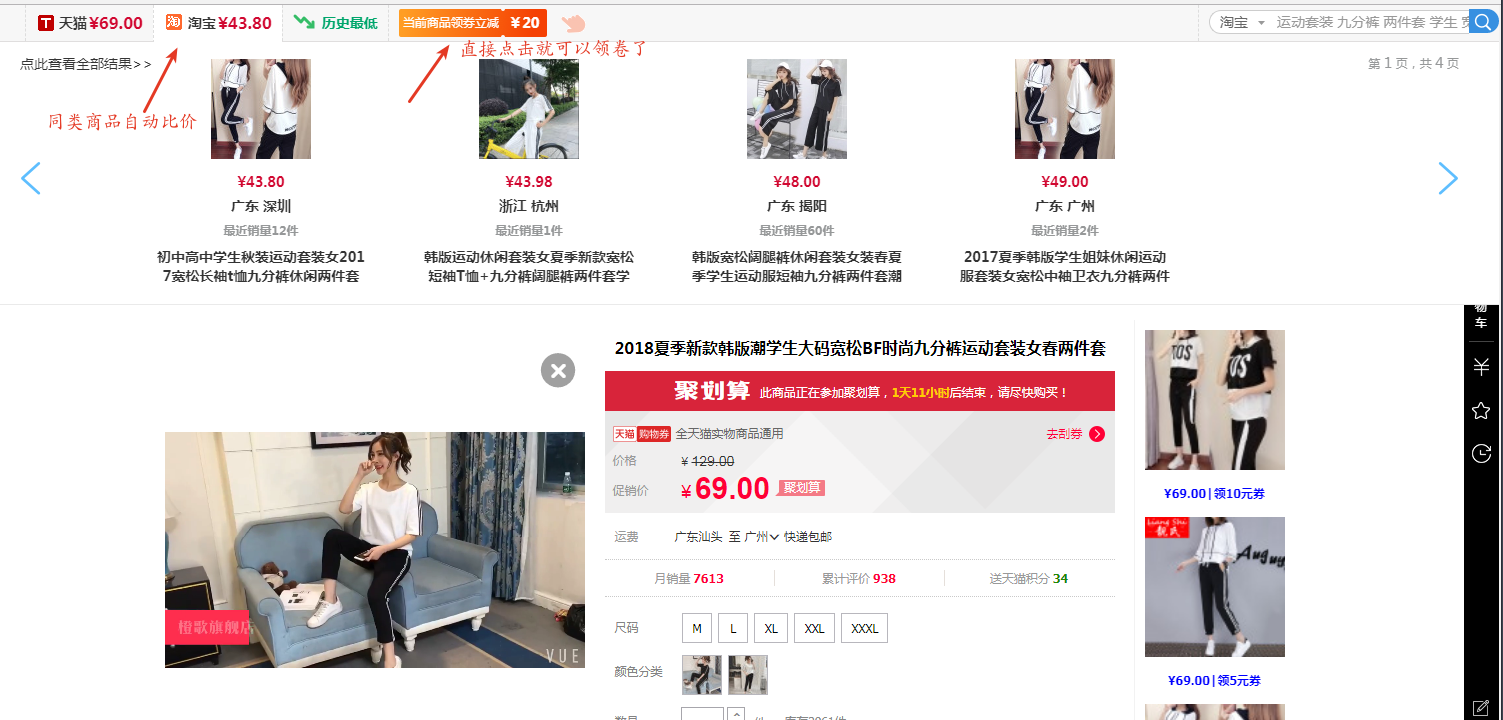 天猫¥69.00
淘宝¥43.80
历史最低
当前商品领券立减 ¥20
淘宝
运动套装 九分裤 两件套 学生
直接点击就可以领卷了
点此查看全部结果>>
第 1 页，共 4 页
同类商品自动比价
¥43.80
广东 深圳
最近销量12件
初中高中学生秋装运动套装女201
7宽松长袖t恤九分裤休闲两件套
¥43.98
浙江 杭州
最近销量1件
韩版运动休闲套装女夏季新款宽松
短袖T恤+九分裤阔腿裤两件套学
¥48.00
广东 揭阳
最近销量60件
韩版宽松阔腿裤休闲套装女装春夏
季学生运动服短袖九分裤两件套潮
¥49.00
广东 广州
最近销量2件
2017夏季韩版学生姐妹休闲运动
服套装女宽松中袖卫衣九分裤两件
物
车
2018夏季新款韩版潮学生大码宽松BF时尚九分裤运动套装女春两件套
聚划算 此商品正在参加聚划算，1天11小时后结束，请尽快购买！
天猫 购物券 全天猫实物商品通用
去刮券
价格 ¥ 129.00
促销价 ¥ 69.00 聚划算
运费 广东汕头 至 广州 快递包邮
月销量 7613
累计评价 938
送天猫积分 34
尺码 M L XL XXL XXXL
颜色分类
橙歌旗舰店
VUE
¥69.00|领10元券
Liang Shi
靓氏
Augu
¥69.00|领5元券